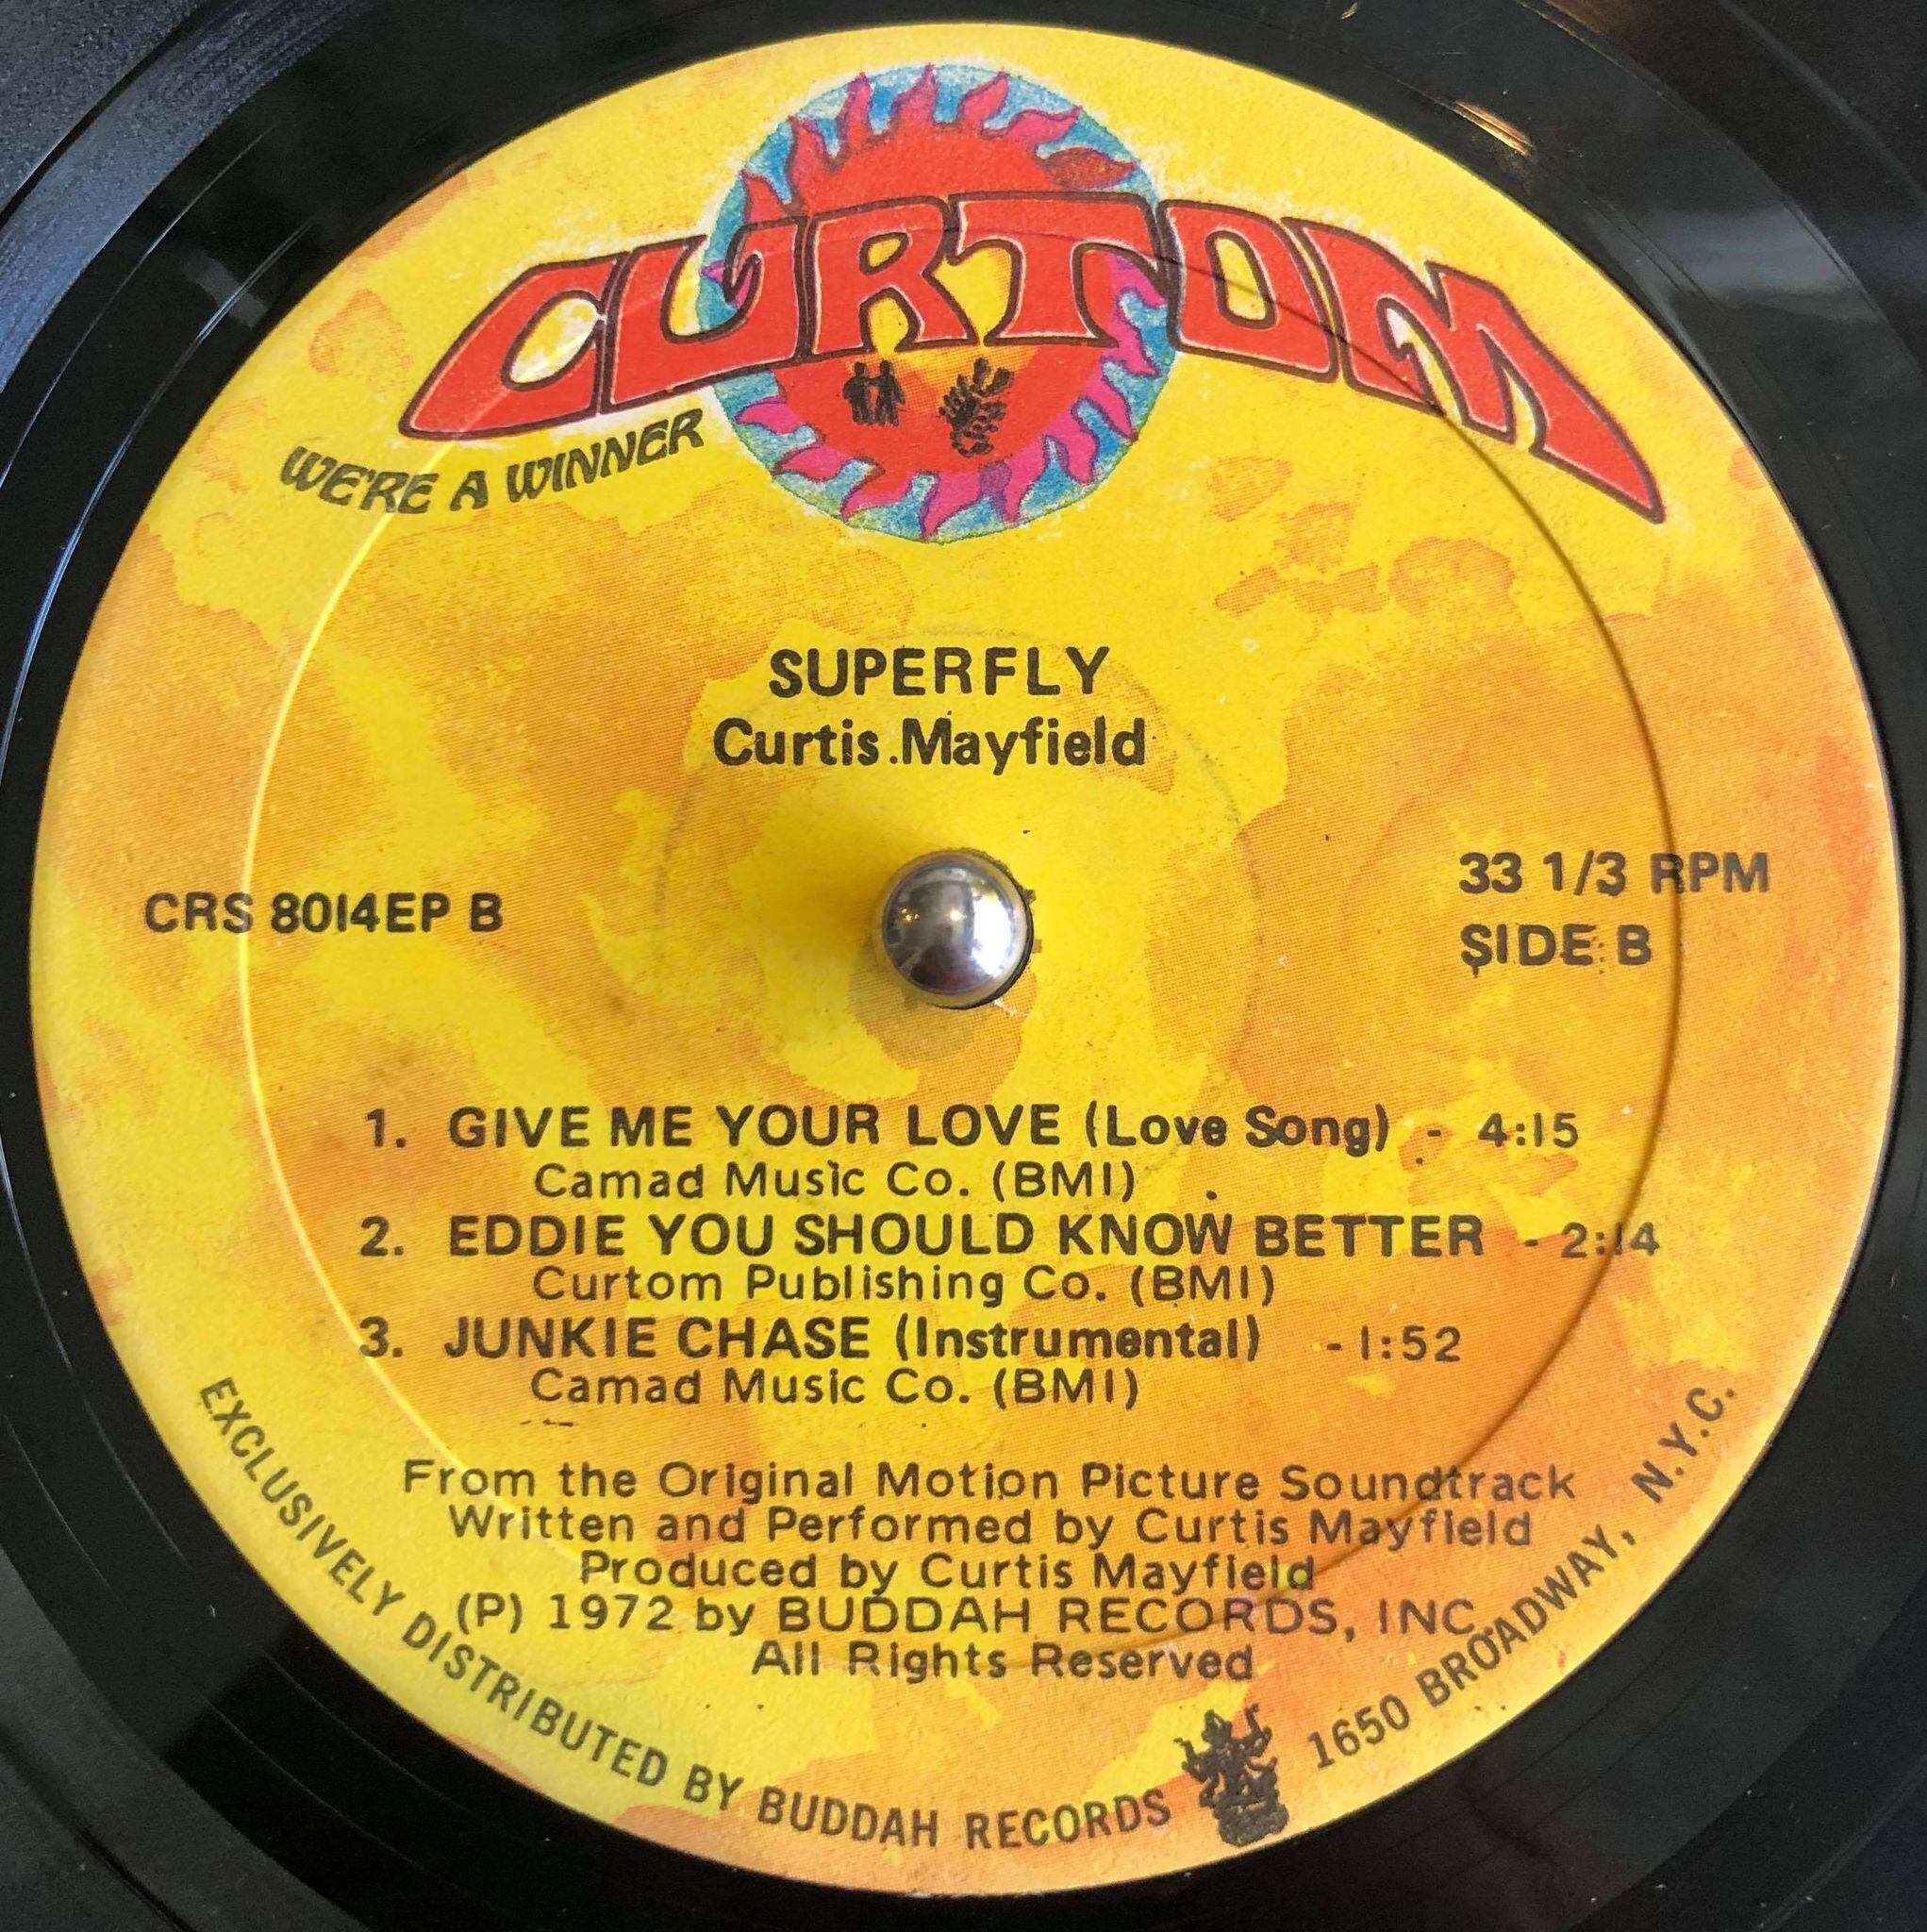 CURTOM
WE'RE A WINNER
SUPERFLY
Curtis Mayfield
CRS 8014EP B
33 1/3 RPM
SIDE B
1. GIVE ME YOUR LOVE (Love Song) - 4:15
Camad Music Co. (BMI)
2. EDDIE YOU SHOULD KNOW BETTER - 2:14
Curtom Publishing Co. (BMI)
3. JUNKIE CHASE (Instrumental) - 1:52
Camad Music Co. (BMI)
From the Original Motion Picture Soundtrack
Written and Performed by Curtis Mayfield
Produced by Curtis Mayfield
(P) 1972 by BUDDAH RECORDS, INC.
All Rights Reserved
EXCLUSIVELY DISTRIBUTED BY BUDDAH RECORDS 1650 BROADWAY, N.Y.C.